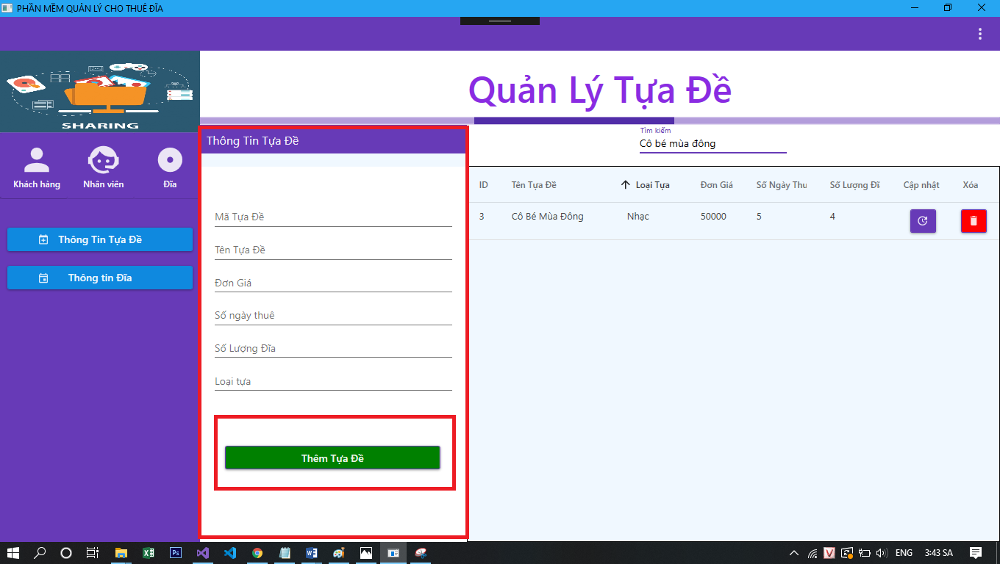 PHẦN MỀM QUẢN LÝ CHO THUÊ ĐĨA
SHARING
Khách hàng
Nhân viên
Đĩa
Thông Tin Tựa Đề
Thông tin Đĩa
Quản Lý Tựa Đề
Thông Tin Tựa Đề
Mã Tựa Đề
Tên Tựa Đề
Đơn Giá
Số ngày thuê
Số Lượng Đĩa
Loại tựa
Thêm Tựa Đề
Tìm kiếm
Cô bé mùa đông
ID Tên Tựa Đề Loại Tựa Đơn Giá Số Ngày Thu Số Lượng Đĩ Cập nhật Xóa
3 Cô Bé Mùa Đông Nhạc 50000 5 4
Ps
V
ENG
3:43 SA